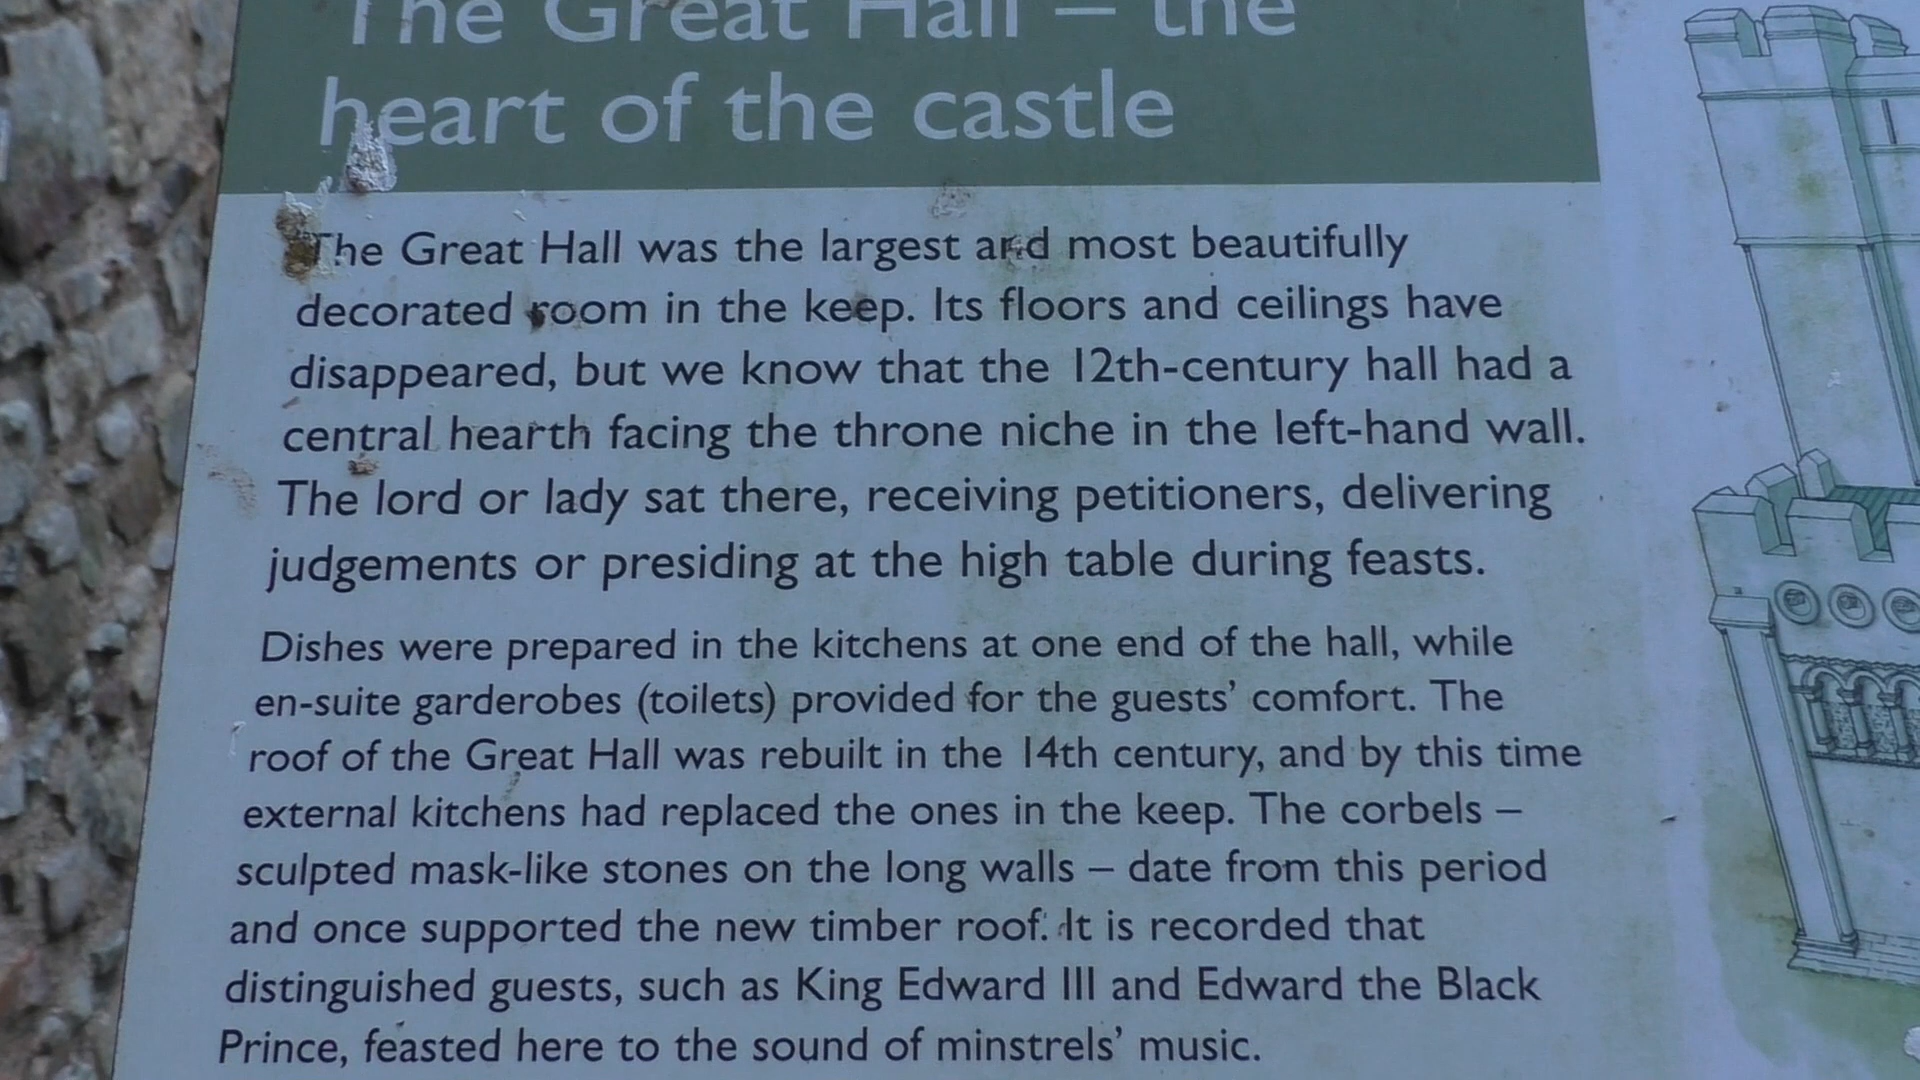 The Great Hall – the
heart of the castle
The Great Hall was the largest and most beautifully
decorated room in the keep. Its floors and ceilings have
disappeared, but we know that the 12th-century hall had a
central hearth facing the throne niche in the left-hand wall.
The lord or lady sat there, receiving petitioners, delivering
judgements or presiding at the high table during feasts.
Dishes were prepared in the kitchens at one end of the hall, while
en-suite garderobes (toilets) provided for the guests’ comfort. The
roof of the Great Hall was rebuilt in the 14th century, and by this time
external kitchens had replaced the ones in the keep. The corbels –
sculpted mask-like stones on the long walls – date from this period
and once supported the new timber roof. It is recorded that
distinguished guests, such as King Edward III and Edward the Black
Prince, feasted here to the sound of minstrels’ music.